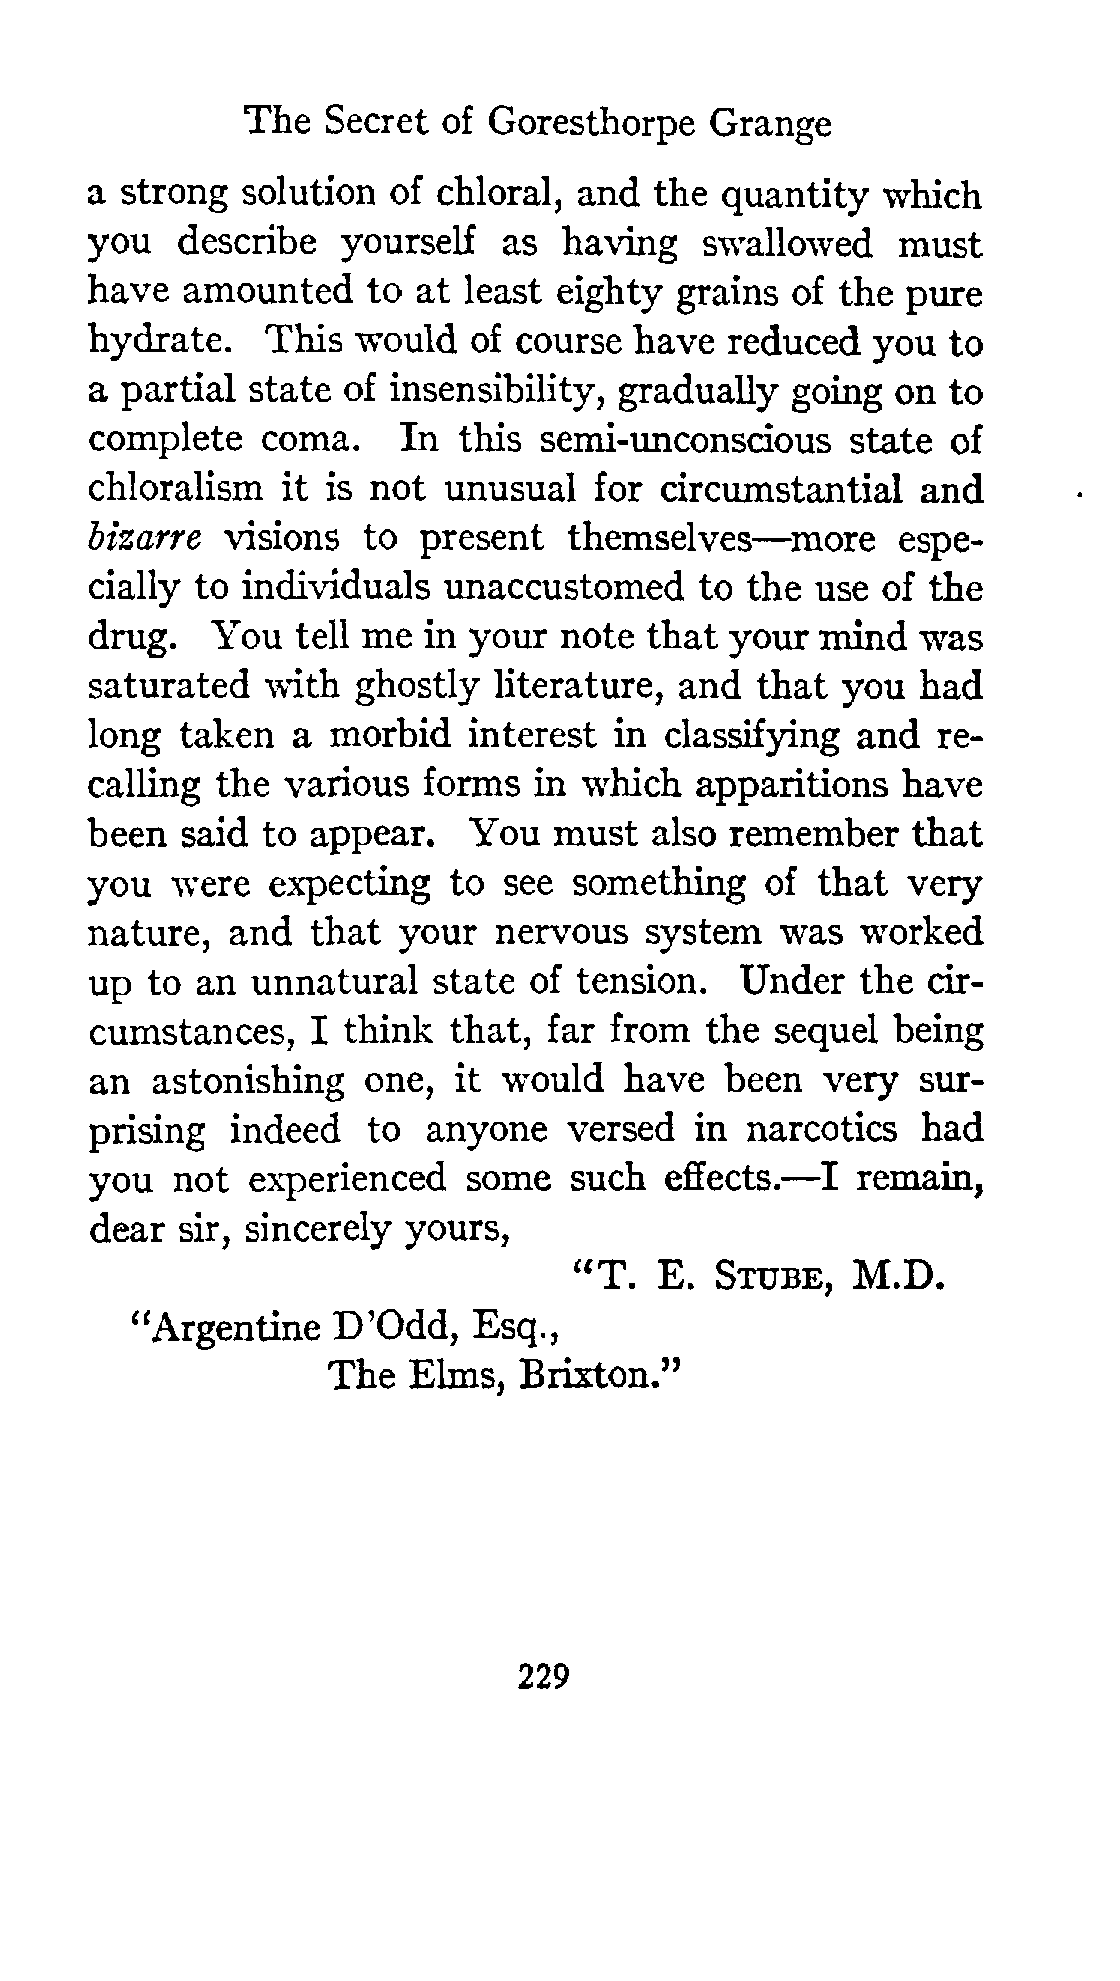 The Secret of Goresthorpe Grange
a strong solution of chloral, and the quantity which
you describe yourself as having swallowed must
have amounted to at least eighty grains of the pure
hydrate. This would of course have reduced you to
a partial state of insensibility, gradually going on to
complete coma. In this semi-unconscious state of
chloralism it is not unusual for circumstantial and
bizarre visions to present themselves—more espe-
cially to individuals unaccustomed to the use of the
drug. You tell me in your note that your mind was
saturated with ghostly literature, and that you had
long taken a morbid interest in classifying and re-
calling the various forms in which apparitions have
been said to appear. You must also remember that
you were expecting to see something of that very
nature, and that your nervous system was worked
up to an unnatural state of tension. Under the cir-
cumstances, I think that, far from the sequel being
an astonishing one, it would have been very sur-
prising indeed to anyone versed in narcotics had
you not experienced some such effects.—I remain,
dear sir, sincerely yours,
"T. E. STUBE, M.D.
"Argentine D'Odd, Esq.,
The Elms, Brixton."
229